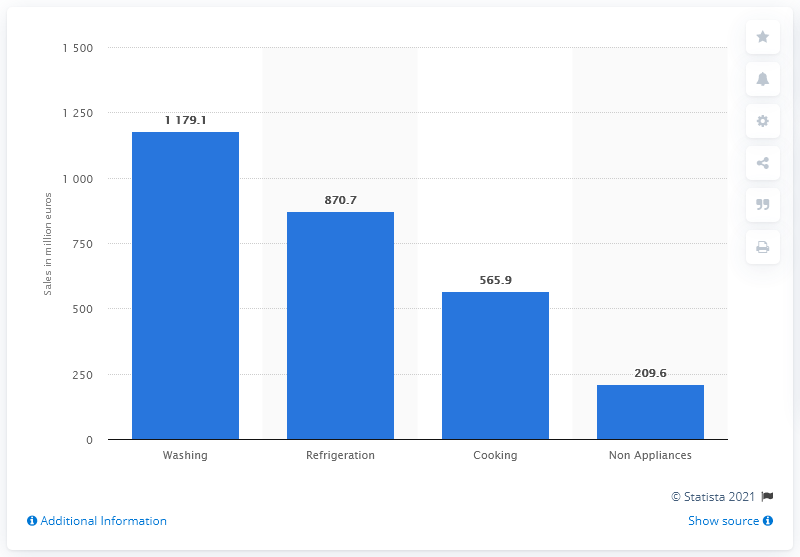 1 500
1 250
1 000
750
500
250
0
Sales in million euros
1 179.1
870.7
565.9
209.6
Washing
Refrigeration
Cooking
Non Appliances
© Statista 2021
Additional Information
Show source